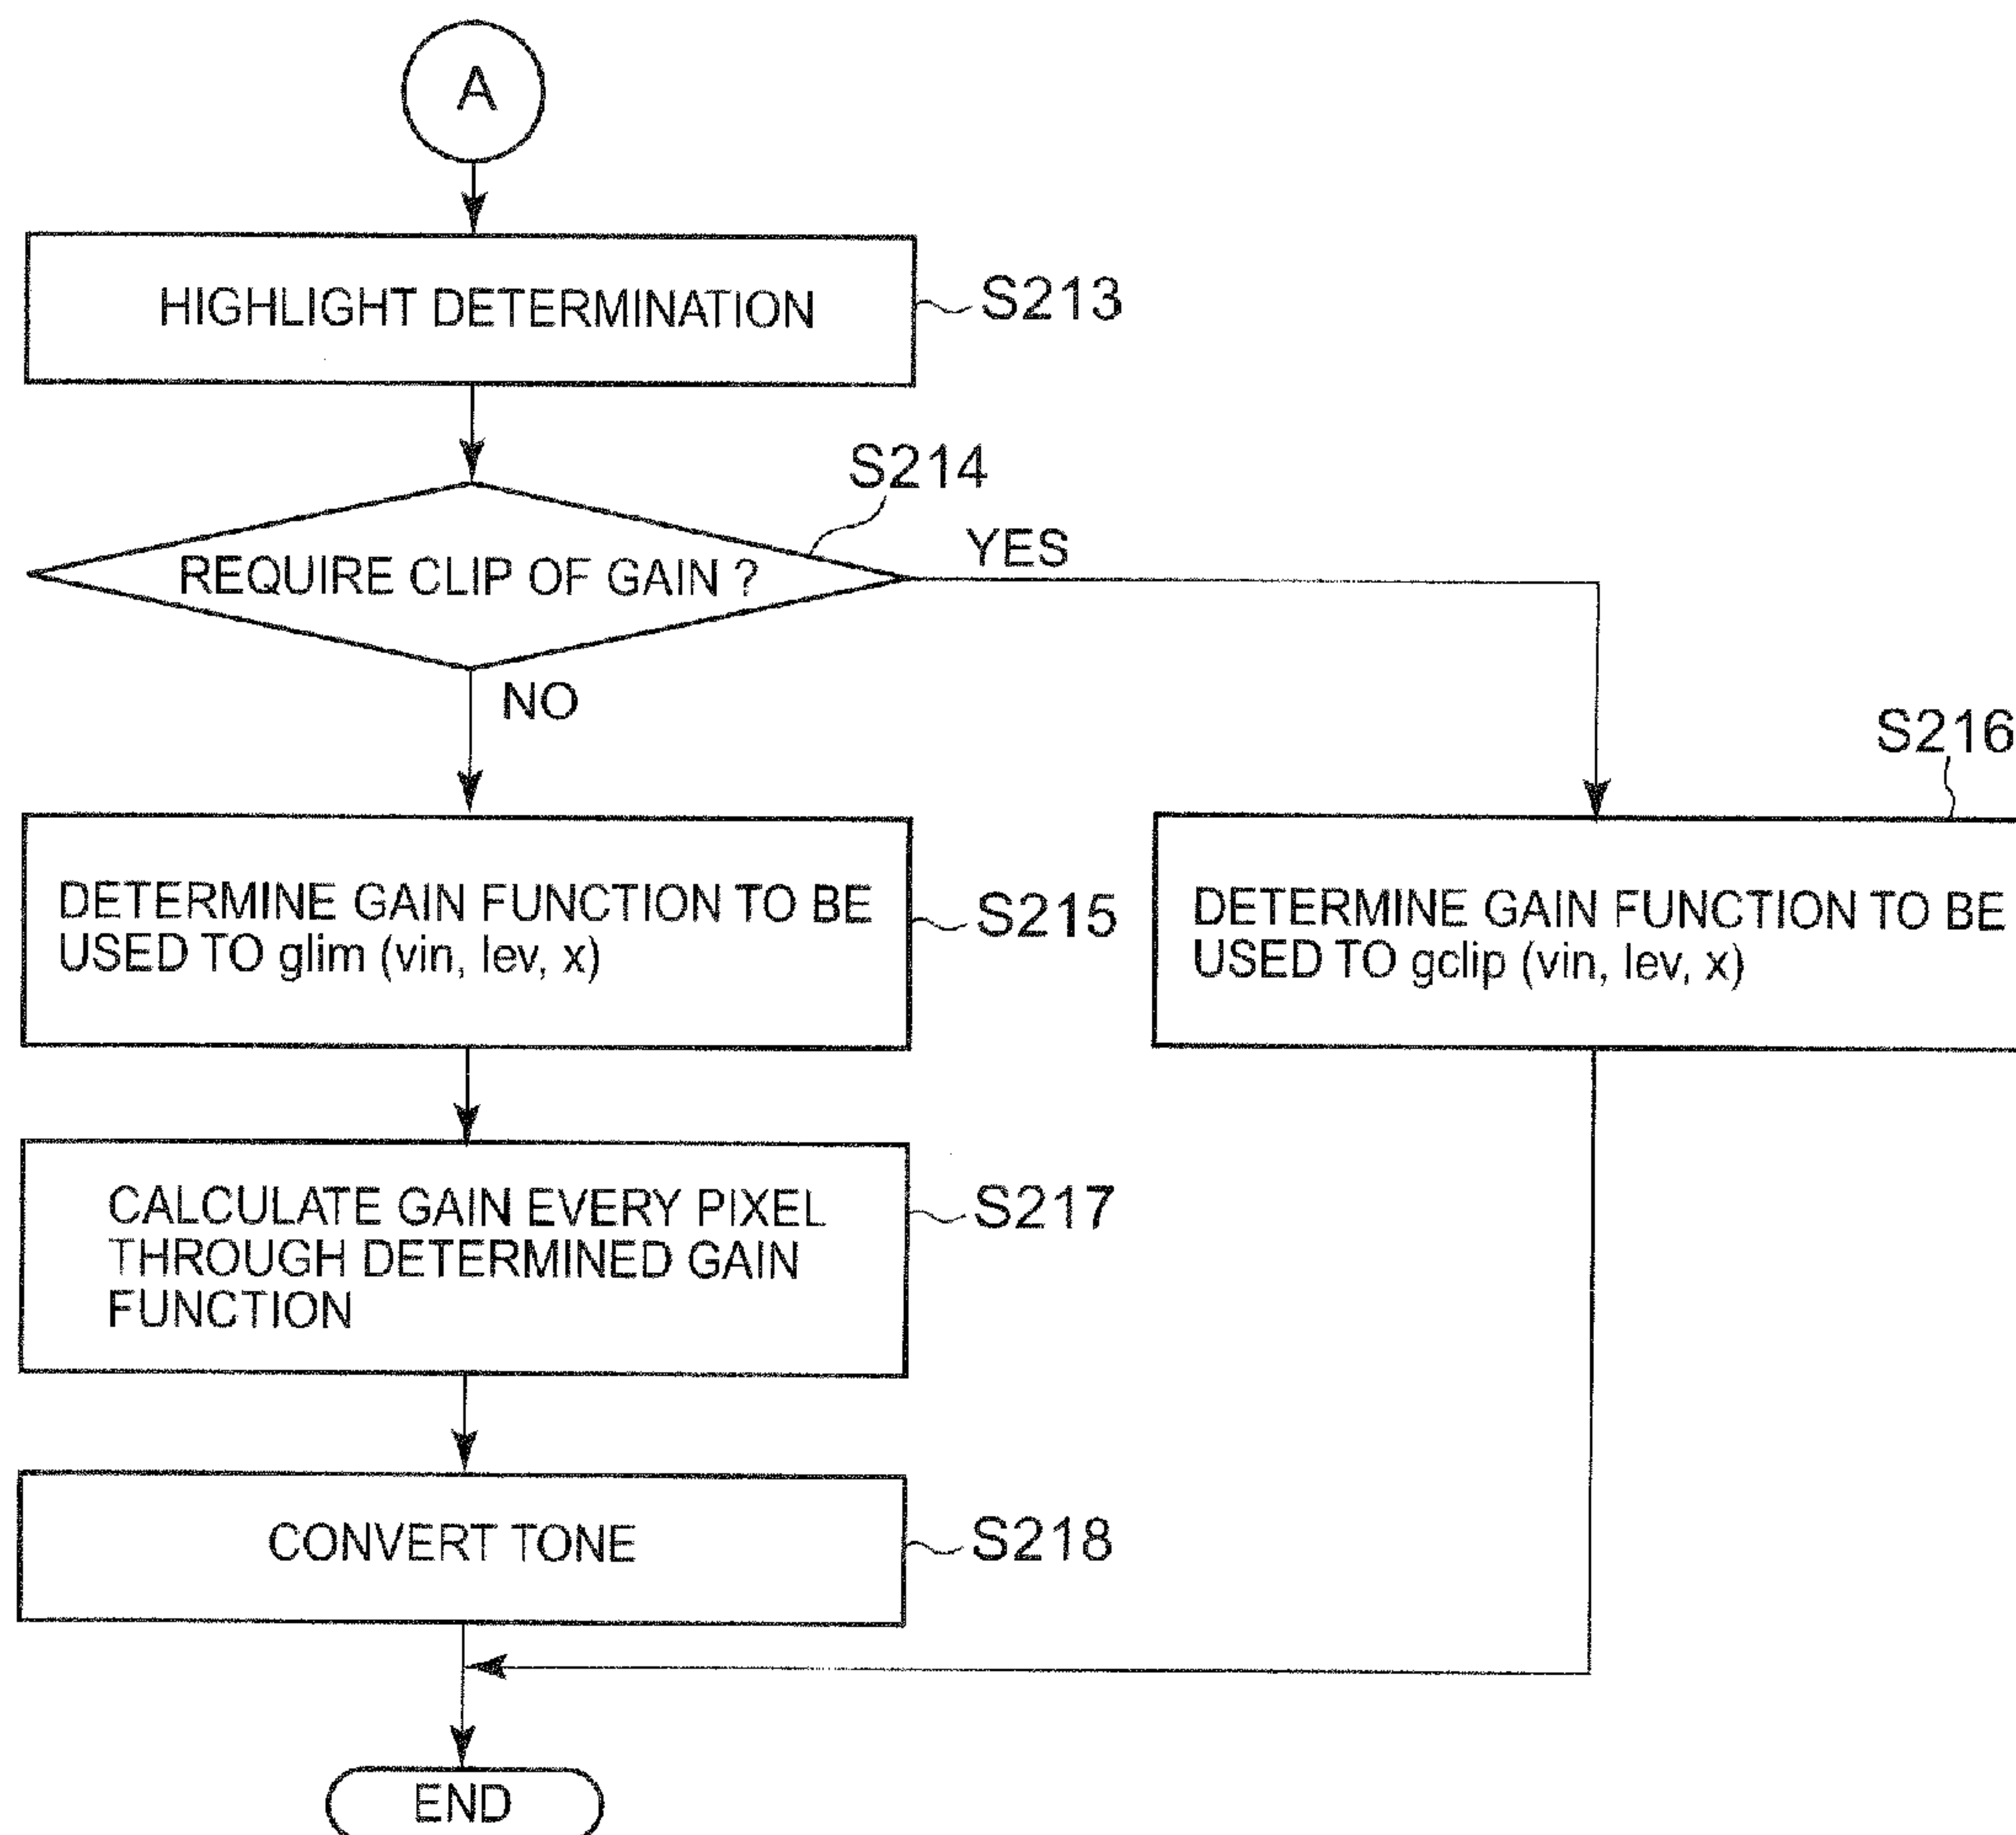 A
HIGHLIGHT DETERMINATION
S213
S214
REQUIRE CLIP OF GAIN ?
YES
NO
S216
DETERMINE GAIN FUNCTION TO BE
USED TO glim (vin, lev, x)
S215
DETERMINE GAIN FUNCTION TO BE
USED TO gclip (vin, lev, x)
CALCULATE GAIN EVERY PIXEL
THROUGH DETERMINED GAIN
FUNCTION
S217
CONVERT TONE
S218
END